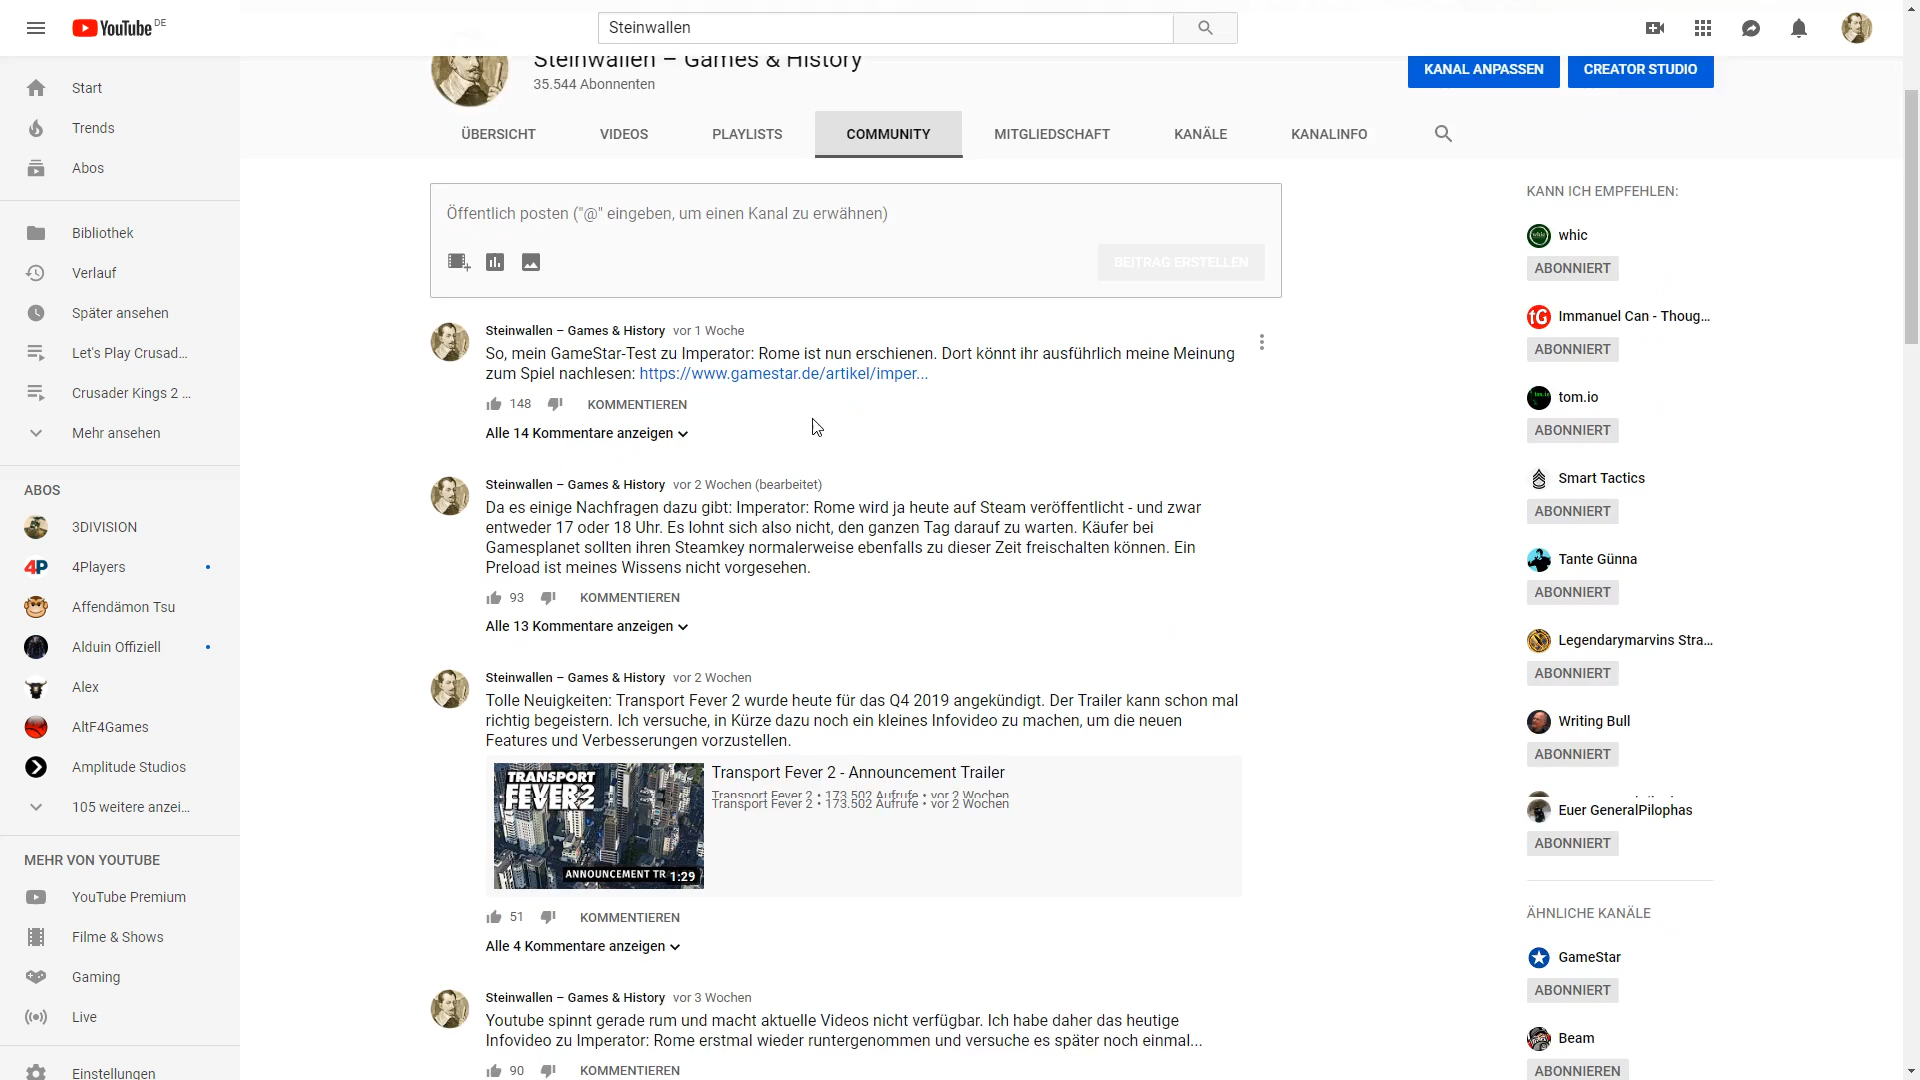 YouTube DE
Steinwallen
Start
Trends
Abos
Bibliothek
Verlauf
Später ansehen
Let's Play Crusad...
Crusader Kings 2 ...
Mehr ansehen
ABOS
3DIVISION
4Players
Affendämon Tsu
Alduin Offiziell
Alex
AltF4Games
Amplitude Studios
105 weitere anzei...
MEHR VON YOUTUBE
YouTube Premium
Filme & Shows
Gaming
Live
Einstellungen
Steinwallen – Games & History
35.544 Abonnenten
KANAL ANPASSEN
CREATOR STUDIO
ÜBERSICHT
VIDEOS
PLAYLISTS
COMMUNITY
MITGLIEDSCHAFT
KANÄLE
KANALINFO
Öffentlich posten ("@" eingeben, um einen Kanal zu erwähnen)
BEITRAG ERSTELLEN
Steinwallen – Games & History vor 1 Woche
So, mein GameStar-Test zu Imperator: Rome ist nun erschienen. Dort könnt ihr ausführlich meine Meinung
zum Spiel nachlesen: https://www.gamestar.de/artikel/imper...
148 KOMMENTIEREN
Alle 14 Kommentare anzeigen
Steinwallen – Games & History vor 2 Wochen (bearbeitet)
Da es einige Nachfragen dazu gibt: Imperator: Rome wird ja heute auf Steam veröffentlicht - und zwar
entweder 17 oder 18 Uhr. Es lohnt sich also nicht, den ganzen Tag darauf zu warten. Käufer bei
Gamesplanet sollten ihren Steamkey normalerweise ebenfalls zu dieser Zeit freischalten können. Ein
Preload ist meines Wissens nicht vorgesehen.
93 KOMMENTIEREN
Alle 13 Kommentare anzeigen
Steinwallen – Games & History vor 2 Wochen
Tolle Neuigkeiten: Transport Fever 2 wurde heute für das Q4 2019 angekündigt. Der Trailer kann schon mal
richtig begeistern. Ich versuche, in Kürze dazu noch ein kleines Infovideo zu machen, um die neuen
Features und Verbesserungen vorzustellen.
TRANSPORT
FEVER 2
ANNOUNCEMENT TR 1:29
Transport Fever 2 - Announcement Trailer
Transport Fever 2 • 173.502 Aufrufe • vor 2 Wochen
Transport Fever 2 • 173.502 Aufrufe • vor 2 Wochen
51 KOMMENTIEREN
Alle 4 Kommentare anzeigen
Steinwallen – Games & History vor 3 Wochen
Youtube spinnt gerade rum und macht aktuelle Videos nicht verfügbar. Ich habe daher das heutige
Infovideo zu Imperator: Rome erstmal wieder runtergenommen und versuche es später noch einmal...
90 KOMMENTIEREN
KANN ICH EMPFEHLEN:
whic
ABONNIERT
Immanuel Can - Thoug...
ABONNIERT
tom.io
ABONNIERT
Smart Tactics
ABONNIERT
Tante Günna
ABONNIERT
Legendarymarvins Stra...
ABONNIERT
Writing Bull
ABONNIERT
Euer GeneralPilophas
ABONNIERT
ÄHNLICHE KANÄLE
GameStar
ABONNIERT
Beam
ABONNIEREN